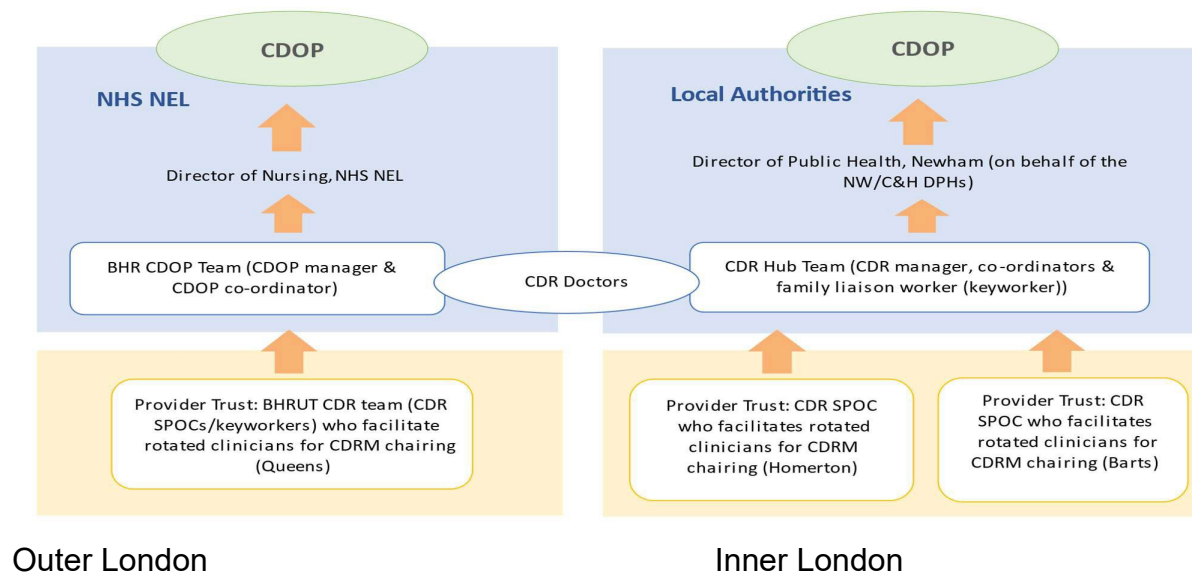 CDOP
NHS NEL
Director of Nursing, NHS NEL
BHR CDOP Team (CDOP manager &
CDOP co-ordinator)
Provider Trust: BHRUT CDR team (CDR
SPOCs/keyworkers) who facilitate
rotated clinicians for CDRM chairing
(Queens)
CDR Doctors
CDOP
Local Authorities
Director of Public Health, Newham (on behalf of the
NW/C&H DPHs)
CDR Hub Team (CDR manager, co-ordinators &
family liaison worker (keyworker))
Provider Trust: CDR SPOC
who facilitates rotated
clinicians for CDRM
chairing (Homerton)
Provider Trust: CDR
SPOC who facilitates
rotated clinicians for
CDRM chairing (Barts)
Outer London
Inner London